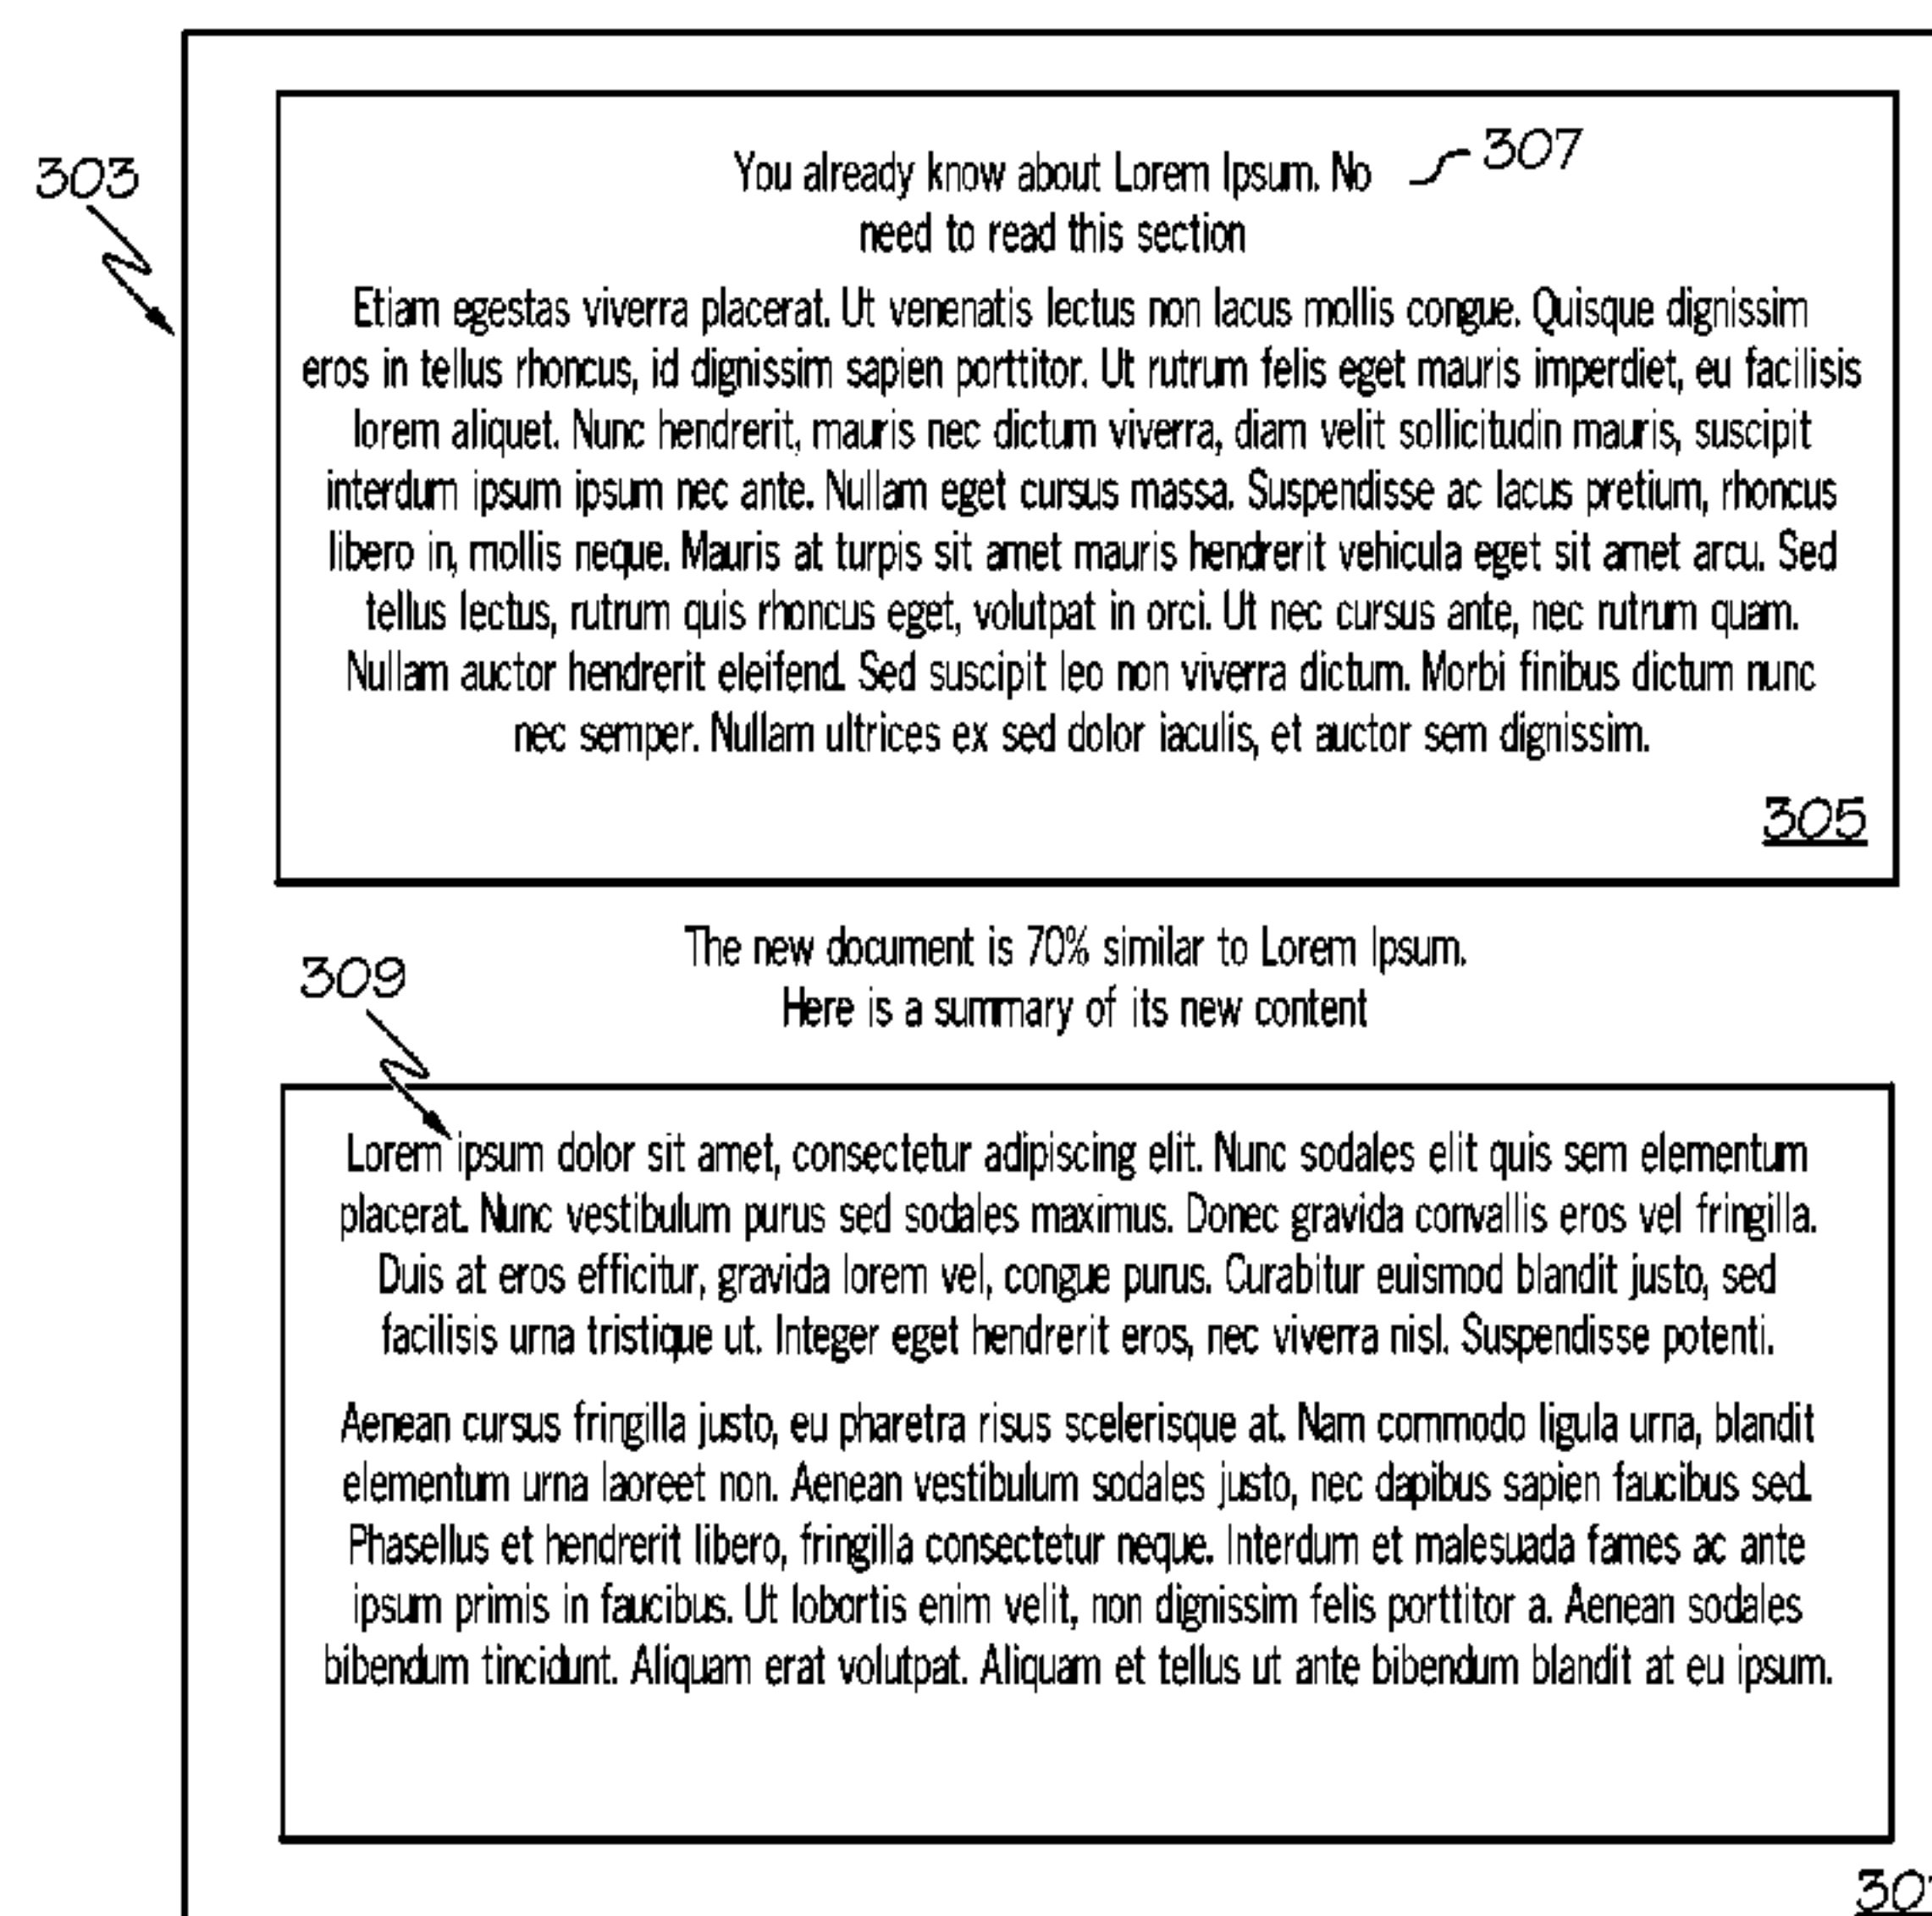 303
You already know about Lorem Ipsum. No 307
need to read this section
Etiam egestas viverra placerat. Ut venenatis lectus non lacus mollis congue. Quisque dignissim
eros in tellus rhoncus, id dignissim sapien porttitor. Ut rutrum felis eget mauris imperdiet, eu facilisis
lorem aliquet. Nunc hendrerit, mauris nec dictum viverra, diam velit sollicitudin mauris, suscipit
interdum ipsum ipsum nec ante. Nullam eget cursus massa. Suspendisse ac lacus pretium, rhoncus
libero in, mollis neque. Mauris at turpis sit amet mauris hendrerit vehicula eget sit amet arcu. Sed
tellus lectus, rutrum quis rhoncus eget, volutpat in orci. Ut nec cursus ante, nec rutrum quam.
Nullam auctor hendrerit eleifend. Sed suscipit leo non viverra dictum. Morbi finibus dictum nunc
nec semper. Nullam ultrices ex sed dolor iaculis, et auctor sem dignissim.
305
The new document is 70% similar to Lorem Ipsum.
309
Here is a summary of its new content
Lorem ipsum dolor sit amet, consectetur adipiscing elit. Nunc sodales elit quis sem elementum
placerat. Nunc vestibulum purus sed sodales maximus. Donec gravida convallis eros vel fringilla.
Duis at eros efficitur, gravida lorem vel, congue purus. Curabitur euismod blandit justo, sed
facilisis urna tristique ut. Integer eget hendrerit eros, nec viverra nisl. Suspendisse potenti.
Aenean cursus fringilla justo, eu pharetra risus scelerisque at. Nam commodo ligula urna, blandit
elementum urna laoreet non. Aenean vestibulum sodales justo, nec dapibus sapien faucibus sed.
Phasellus et hendrerit libero, fringilla consectetur neque. Interdum et malesuada fames ac ante
ipsum primis in faucibus. Ut lobortis enim velit, non dignissim felis porttitor a. Aenean sodales
bibendum tincidunt. Aliquam erat volutpat. Aliquam et tellus ut ante bibendum blandit at eu ipsum.